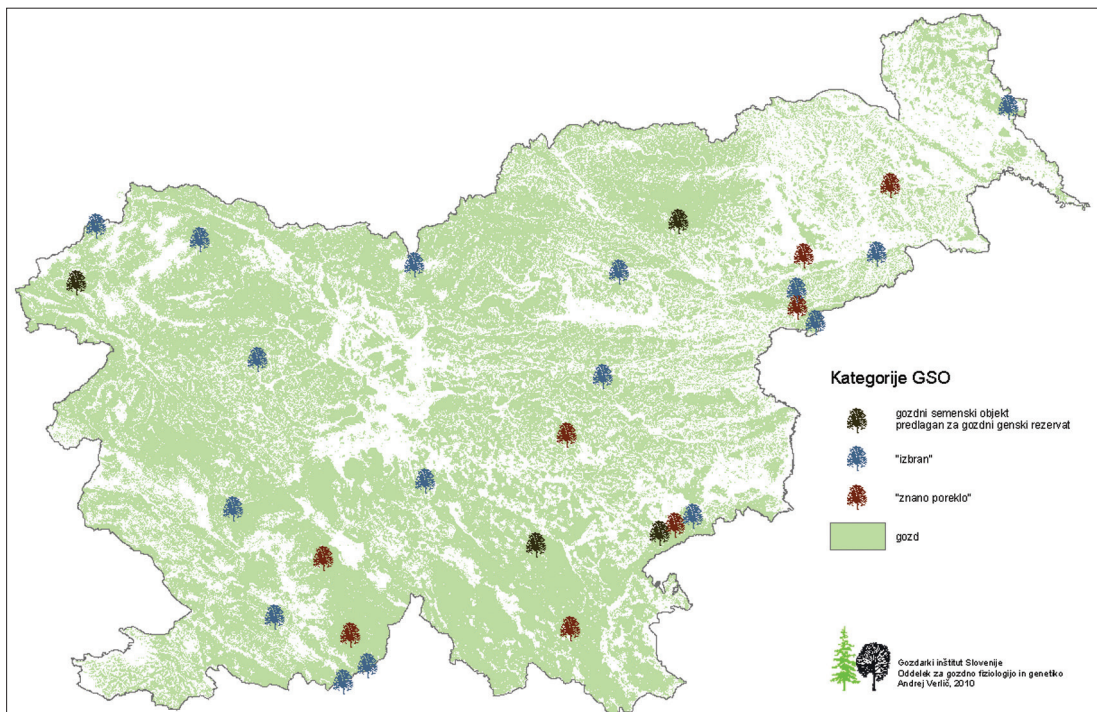 Kategorije GSO
gozdni semenski objekt
predlagan za gozdni genski rezervat
"izbran"
"znano poreklo"
gozd
Gozdarki inštitut Slovenije
Oddelek za gozdno fiziologijo in genetiko
Andrej Verlič, 2010